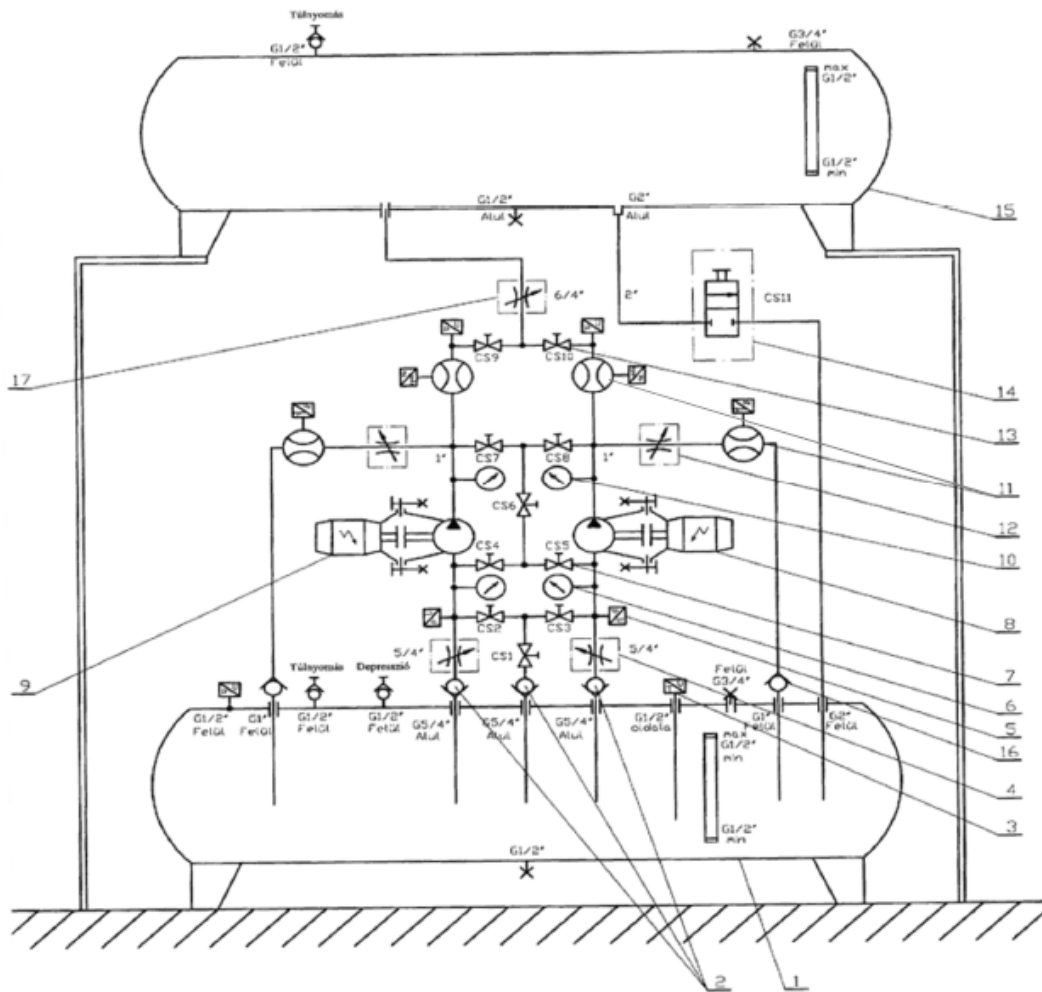 Túlnyomás
G1/2"
Felül
G3/4"
Felül
max
G1/2"
G1/2"
min
G1/2"
Alul
G2"
Alul
15
6/4"
2"
CS11
CS9
CS10
17
14
13
CS7
CS8
1"
1"
11
CS6
12
10
CS4
CS5
8
CS2
CS3
CS1
5/4"
5/4"
9
7
Túlnyomás
Depresszió
Felül
G3/4"
6
G1/2"
Felül
G1"
Felül
G1/2"
Felül
G1/2"
Felül
G5/4"
Alul
G5/4"
Alul
G5/4"
Alul
G1/2"
oldala
G1"
Felül
G2"
Felül
5
16
max
G1/2"
min
4
3
G1/2"
min
G1/2"
2
1